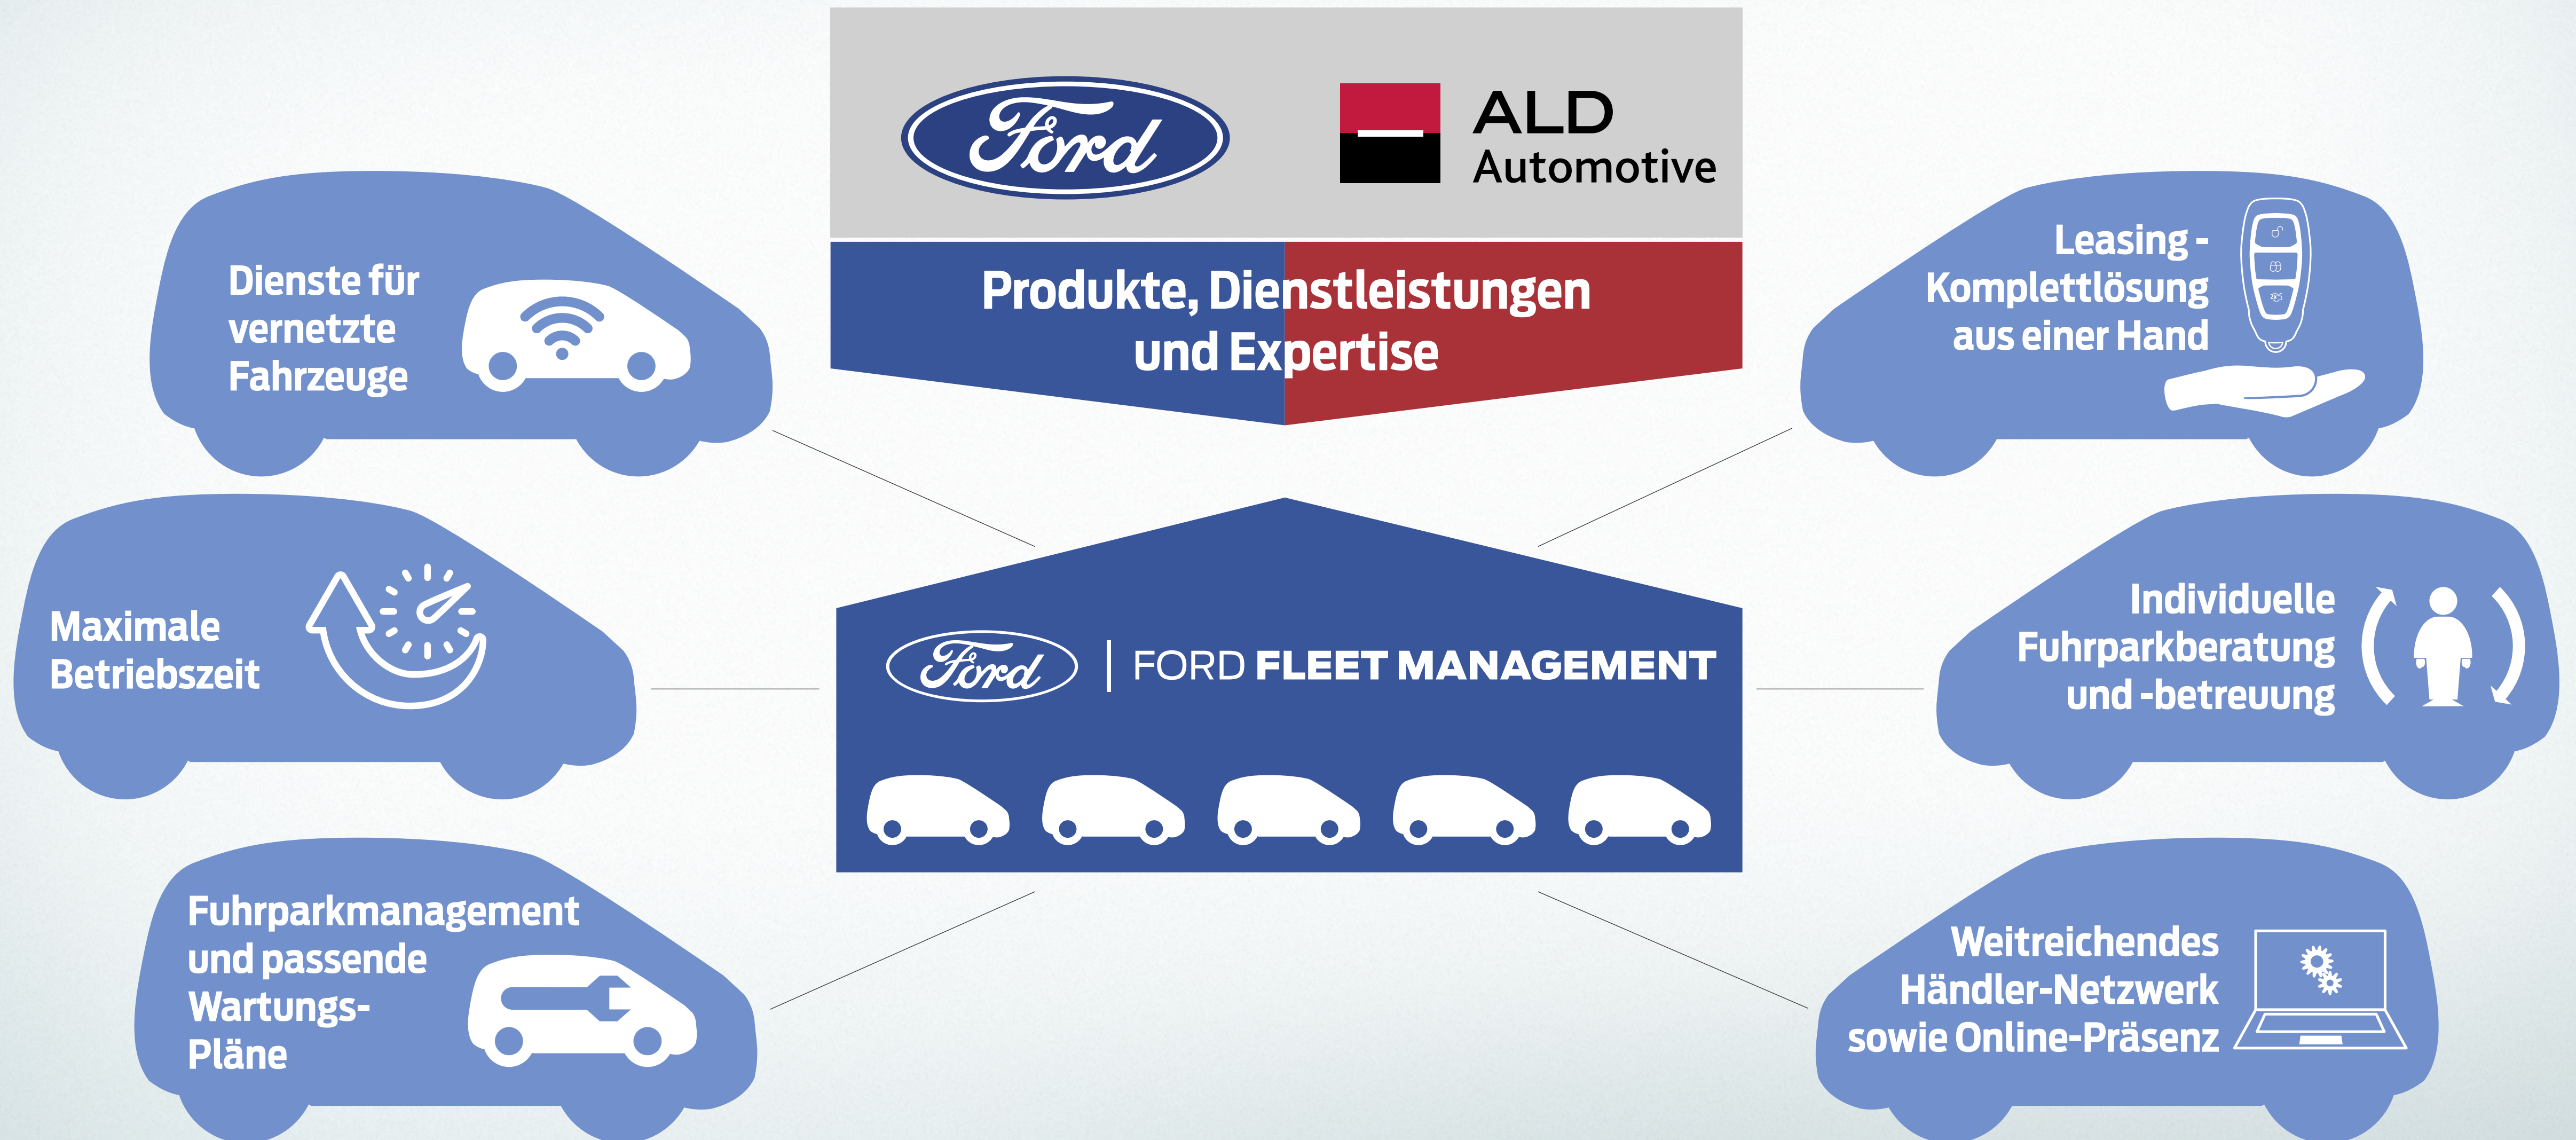 Ford
ALD
Automotive
Produkte, Dienstleistungen
und Expertise
Dienste für
vernetzte
Fahrzeuge
Leasing -
Komplettlösung
aus einer Hand
Maximale
Betriebszeit
Ford | FORD FLEET MANAGEMENT
Individuelle
Fuhrparkberatung
und -betreuung
Fuhrparkmanagement
und passende
Wartungs-
Pläne
Weitreichendes
Händler-Netzwerk
sowie Online-Präsenz